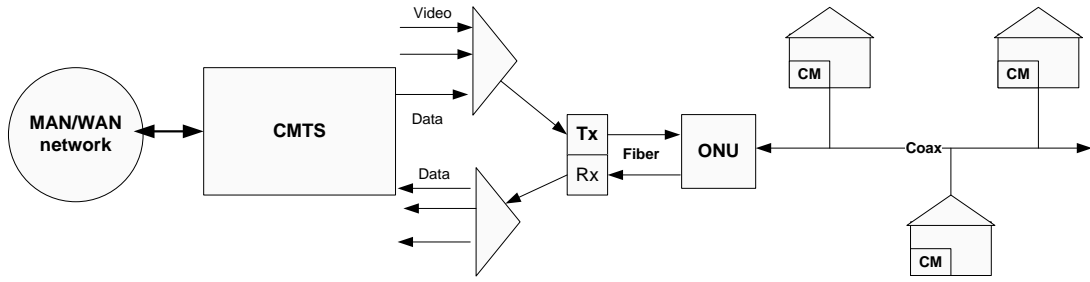 Video
MAN/WAN
network
CMTS
Data
Data
Tx
Rx
Fiber
ONU
Coax
CM
CM
CM